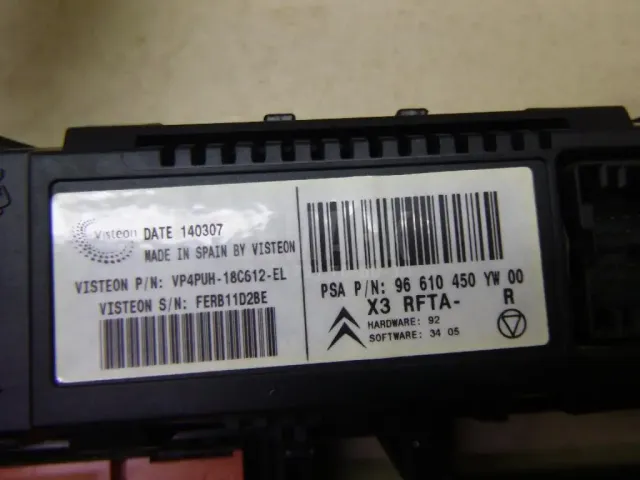 Visteon
DATE 140307
MADE IN SPAIN BY VISTEON
VISTEON P/N: VP4PUH-18C612-EL
VISTEON S/N: FERB11D2BE
PSA P/N: 96 610 450 YW 00
X3 RFTA- R
HARDWARE: 92
SOFTWARE: 34 05